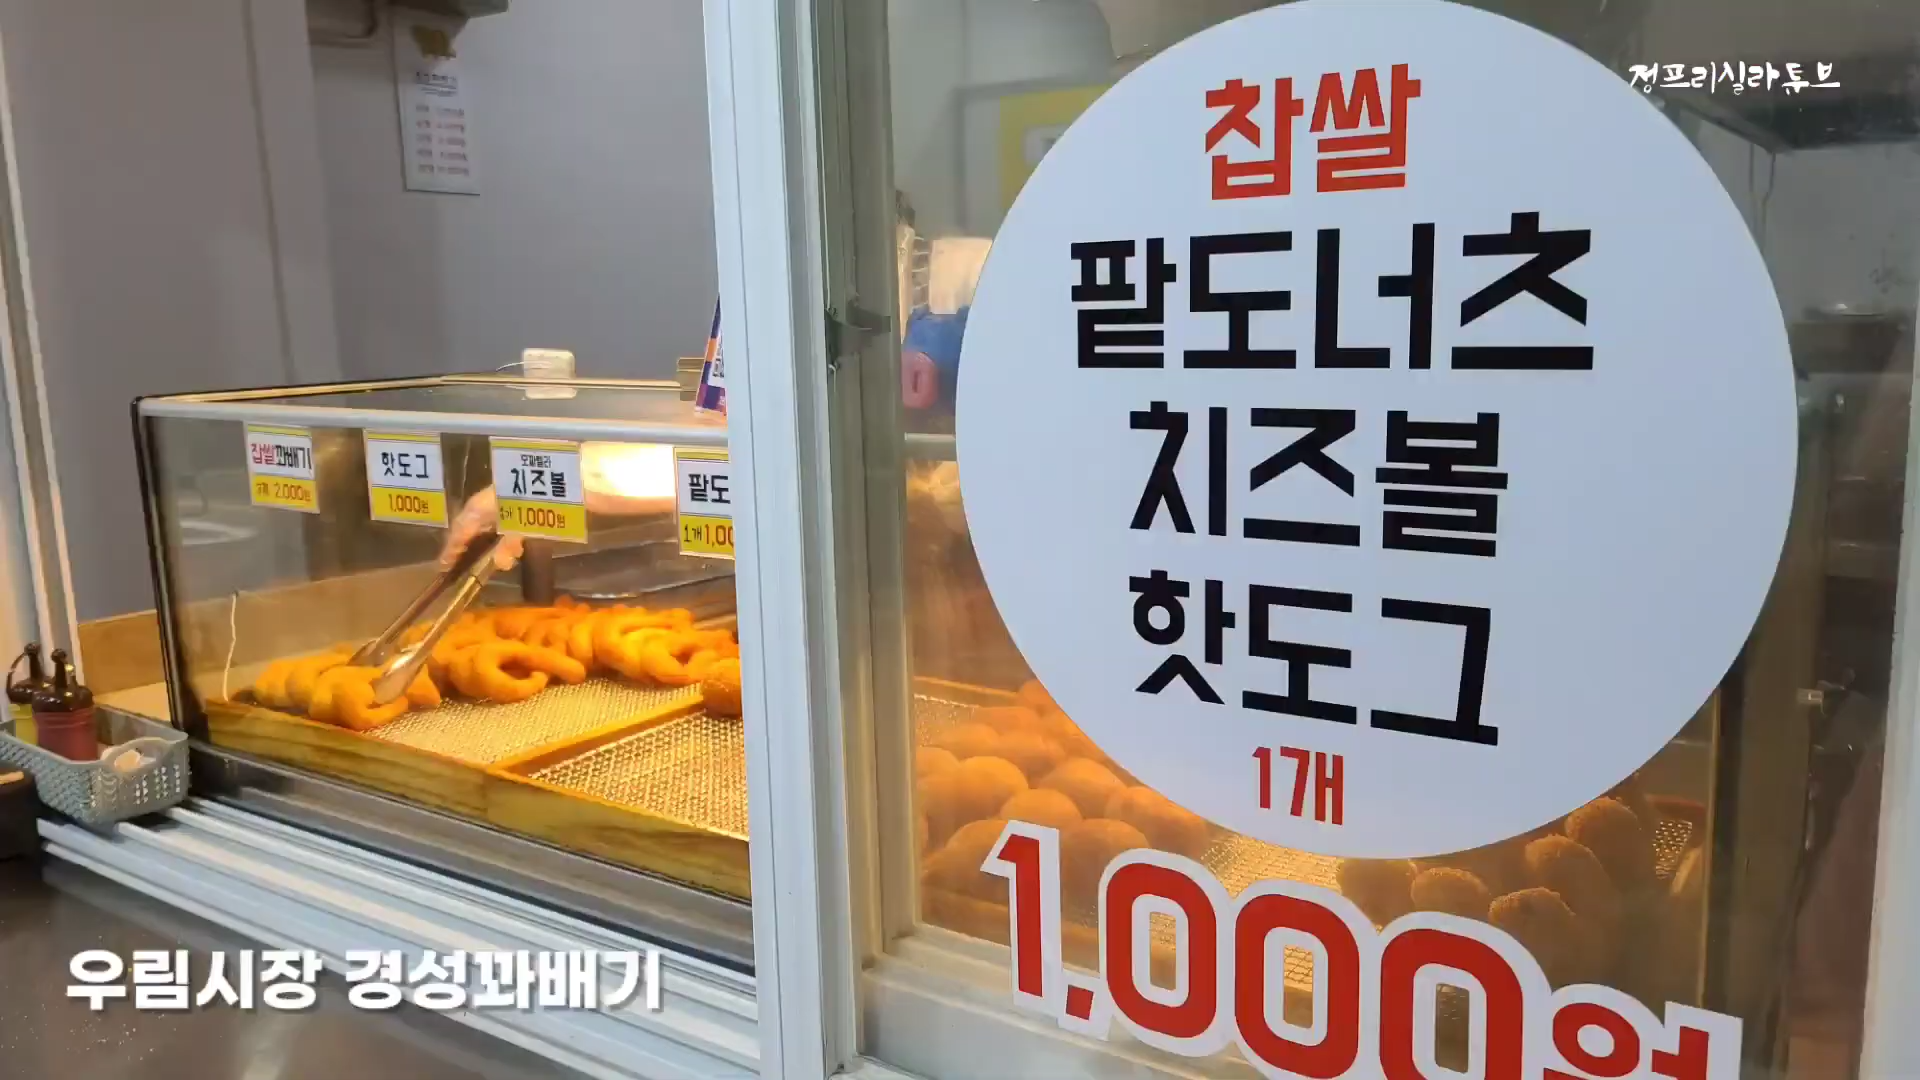 정프리실라튜브
찹쌀
팥도너츠
치즈볼
핫도그
1개
1,000원
찹쌀꽈배기
2,000원
핫도그
1,000원
모짜렐라
치즈볼
1개 1,000원
팥도
1개 1,00
우림시장 경성꽈배기